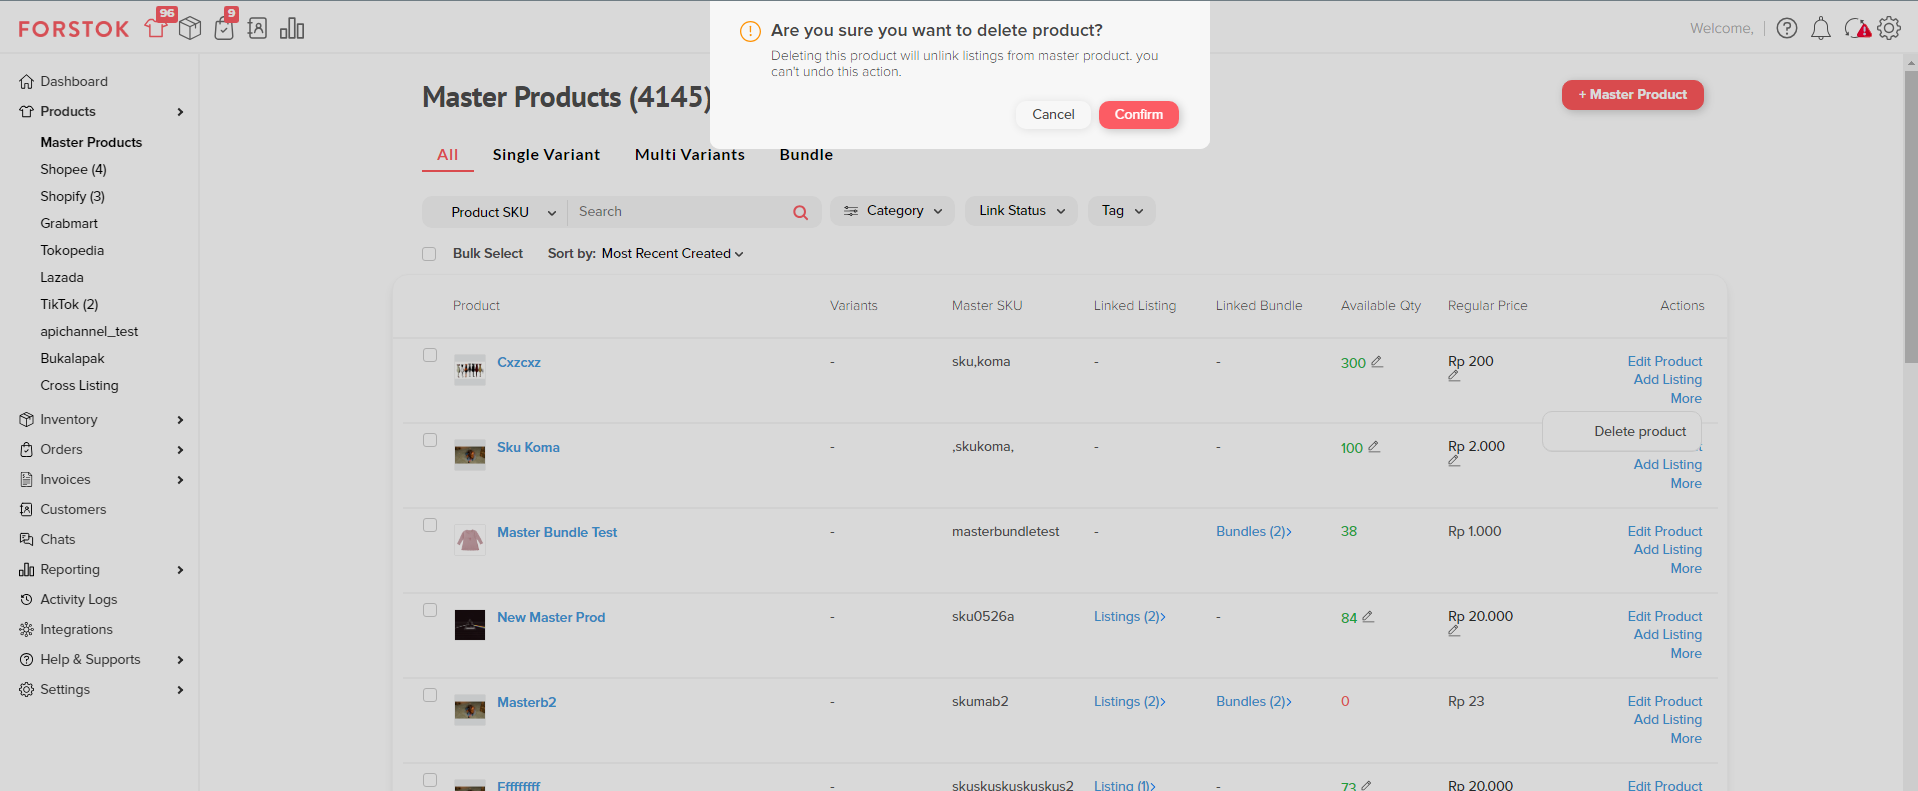 FORSTOK
96
9
Welcome,
Are you sure you want to delete product?
Deleting this product will unlink listings from master product. you
can't undo this action.
Cancel
Confirm
Dashboard
Products
Master Products
Shopee (4)
Shopify (3)
Grabmart
Tokopedia
Lazada
TikTok (2)
apichannel_test
Bukalapak
Cross Listing
Inventory
Orders
Invoices
Customers
Chats
Reporting
Activity Logs
Integrations
Help & Supports
Settings
Master Products (4145)
+ Master Product
All Single Variant Multi Variants Bundle
Product SKU Search Category Link Status Tag
Bulk Select Sort by: Most Recent Created
Product Variants Master SKU Linked Listing Linked Bundle Available Qty Regular Price Actions
Cxzcxz - sku,koma - - 300 Rp 200 Edit Product
Add Listing
More
Delete product
Sku Koma - ,skukoma, - - 100 Rp 2.000
Add Listing
More
Master Bundle Test - masterbundletest - Bundles (2)> 38 Rp 1.000 Edit Product
Add Listing
More
New Master Prod - sku0526a Listings (2)> - 84 Rp 20.000 Edit Product
Add Listing
More
Masterb2 - skumab2 Listings (2)> Bundles (2)> 0 Rp 23 Edit Product
Add Listing
More
skuskuskuskuskus2 Listing (1)> - 73 Rp 20.000 Edit Product